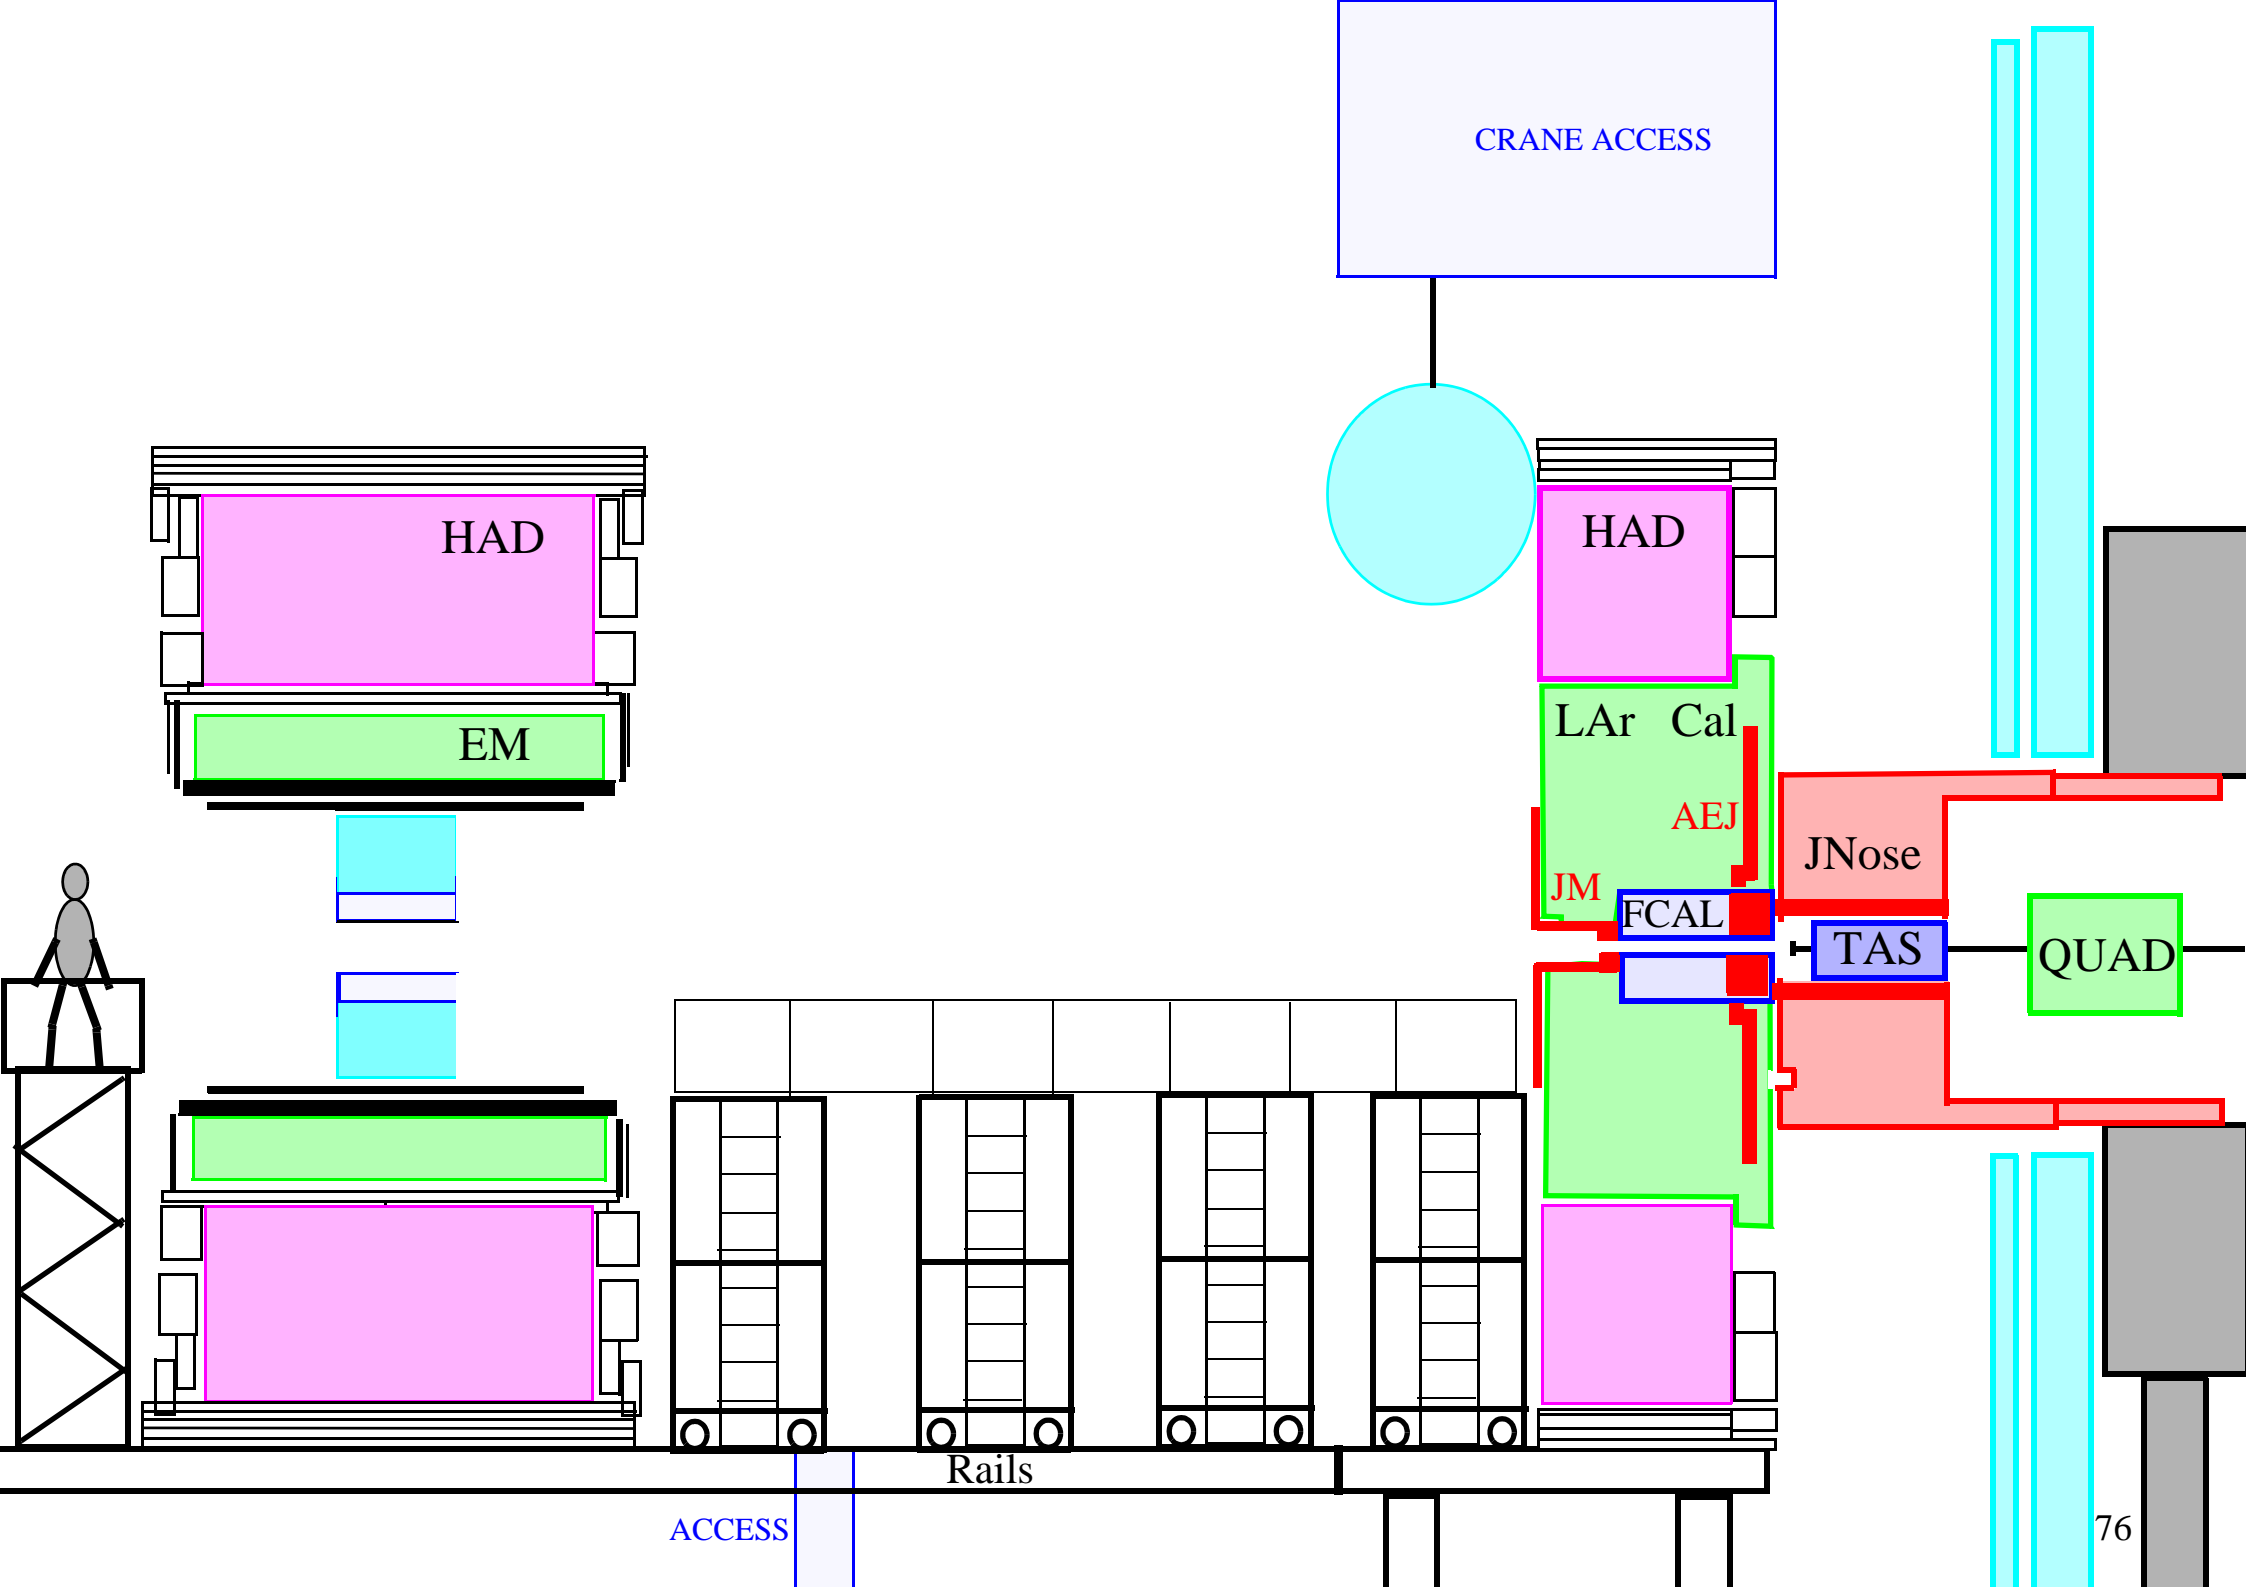 CRANE ACCESS
HAD
HAD
LAr Cal
EM
AEJ
JNose
JM
FCAL
TAS
QUAD
Rails
ACCESS
76